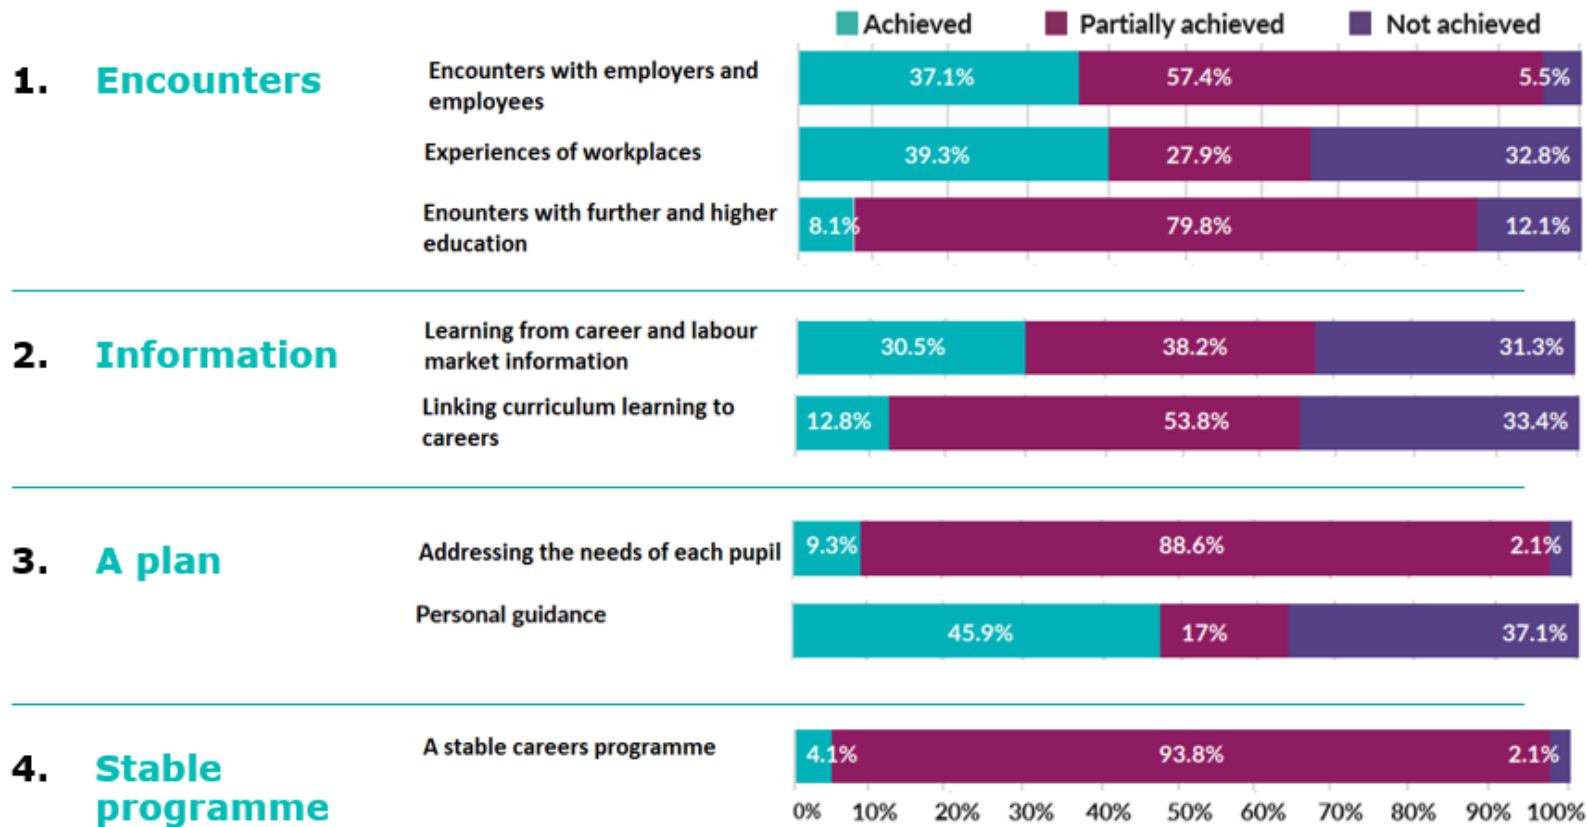 Achieved Partially achieved Not achieved
1. Encounters
Encounters with employers and
employees
37.1% 57.4% 5.5%
Experiences of workplaces
39.3% 27.9% 32.8%
Enounters with further and higher
education
8.1% 79.8% 12.1%
2. Information
Learning from career and labour
market information
30.5% 38.2% 31.3%
Linking curriculum learning to
careers
12.8% 53.8% 33.4%
3. A plan
Addressing the needs of each pupil
9.3% 88.6% 2.1%
Personal guidance
45.9% 17% 37.1%
4. Stable
programme
A stable careers programme
4.1% 93.8% 2.1%
0% 10% 20% 30% 40% 50% 60% 70% 80% 90% 100%